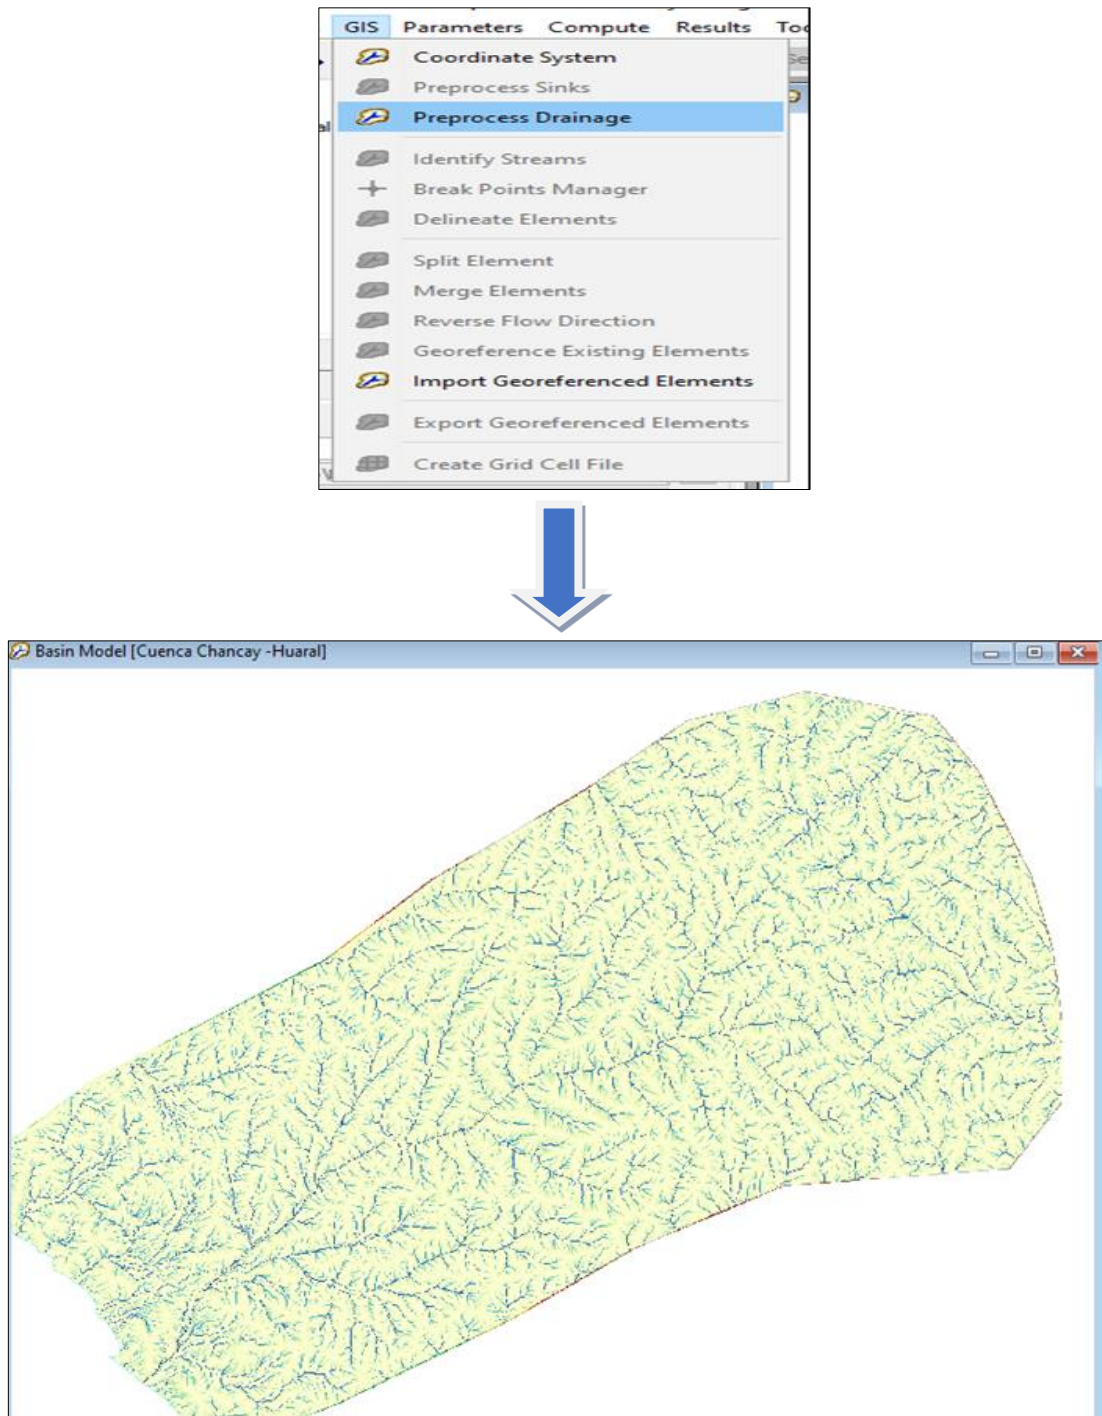 GIS Parameters Compute Results
Coordinate System
Preprocess Sinks
Preprocess Drainage
Identify Streams
Break Points Manager
Delineate Elements
Split Element
Merge Elements
Reverse Flow Direction
Georeference Existing Elements
Import Georeferenced Elements
Export Georeferenced Elements
Create Grid Cell File
Basin Model [Cuenca Chancay -Huaral]